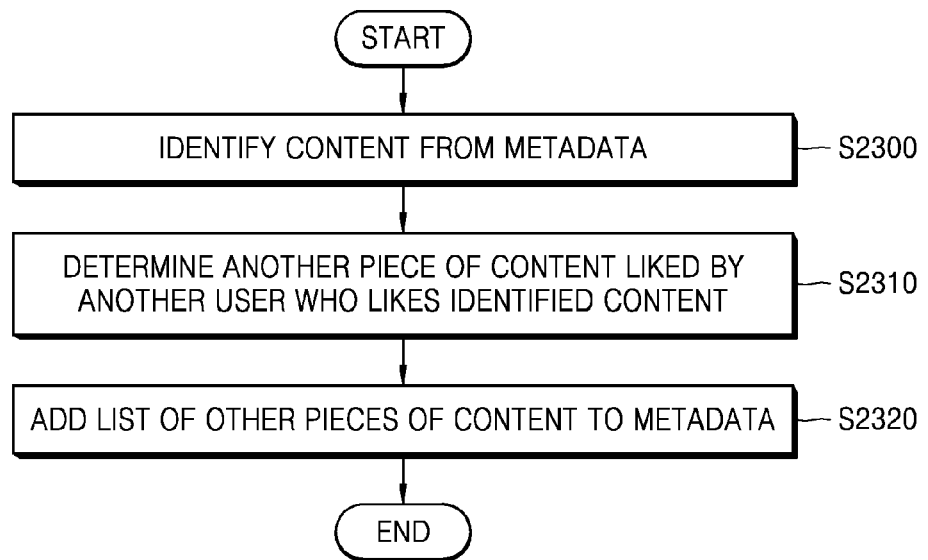 START
IDENTIFY CONTENT FROM METADATA
S2300
DETERMINE ANOTHER PIECE OF CONTENT LIKED BY
ANOTHER USER WHO LIKES IDENTIFIED CONTENT
S2310
ADD LIST OF OTHER PIECES OF CONTENT TO METADATA
S2320
END